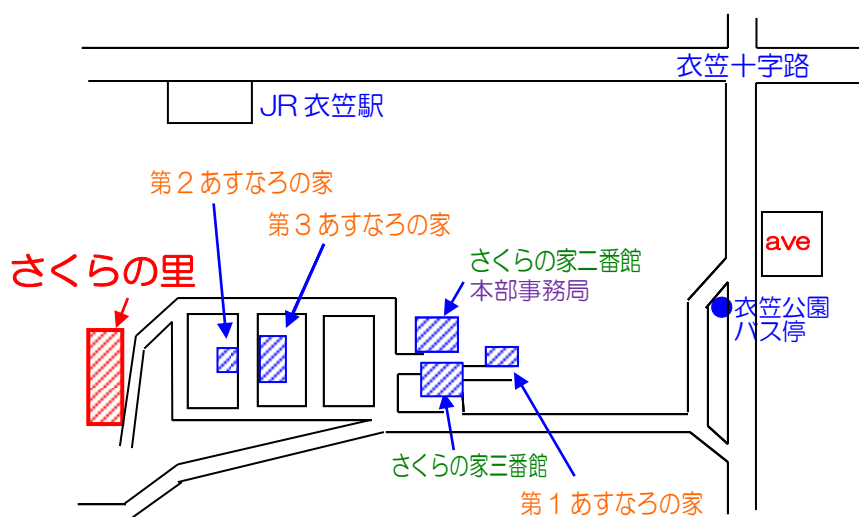 衣笠十字路
JR 衣笠駅
第2あすなろの家
第3あすなろの家
さくらの里
さくらの家二番館
本部事務局
ave
衣笠公園
バス停
さくらの家三番館
第1あすなろの家